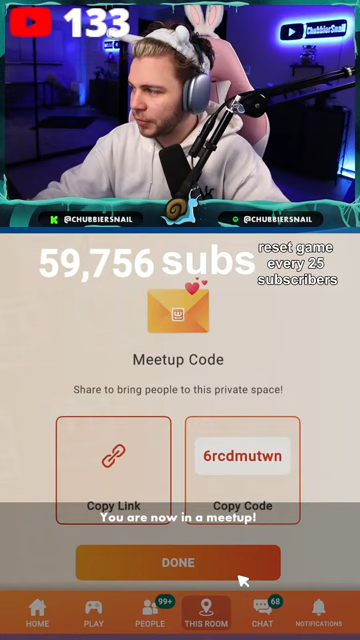 133
ChubbierSnail
@CHUBBIERSNAIL
@CHUBBIERSNAIL
59,756 subs
reset game
every 25
subscribers
Meetup Code
Share to bring people to this private space!
6rcdmutwn
Copy Link
Copy Code
You are now in a meetup!
DONE
99+
68
HOME
PLAY
PEOPLE
THIS ROOM
CHAT
NOTIFICATIONS